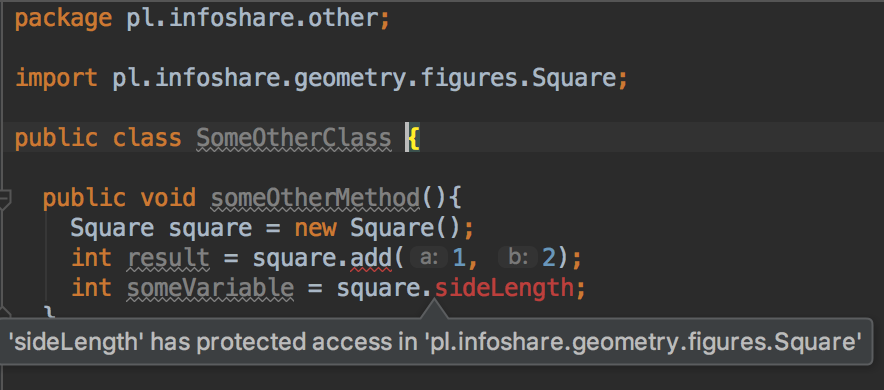 package pl.infoshare.other;
import pl.infoshare.geometry.figures.Square;
public class SomeOtherClass {
public void someOtherMethod(){
Square square = new Square();
int result = square.add( a: 1, b: 2);
int someVariable = square.sideLength;
}
'sideLength' has protected access in 'pl.infoshare.geometry.figures.Square'